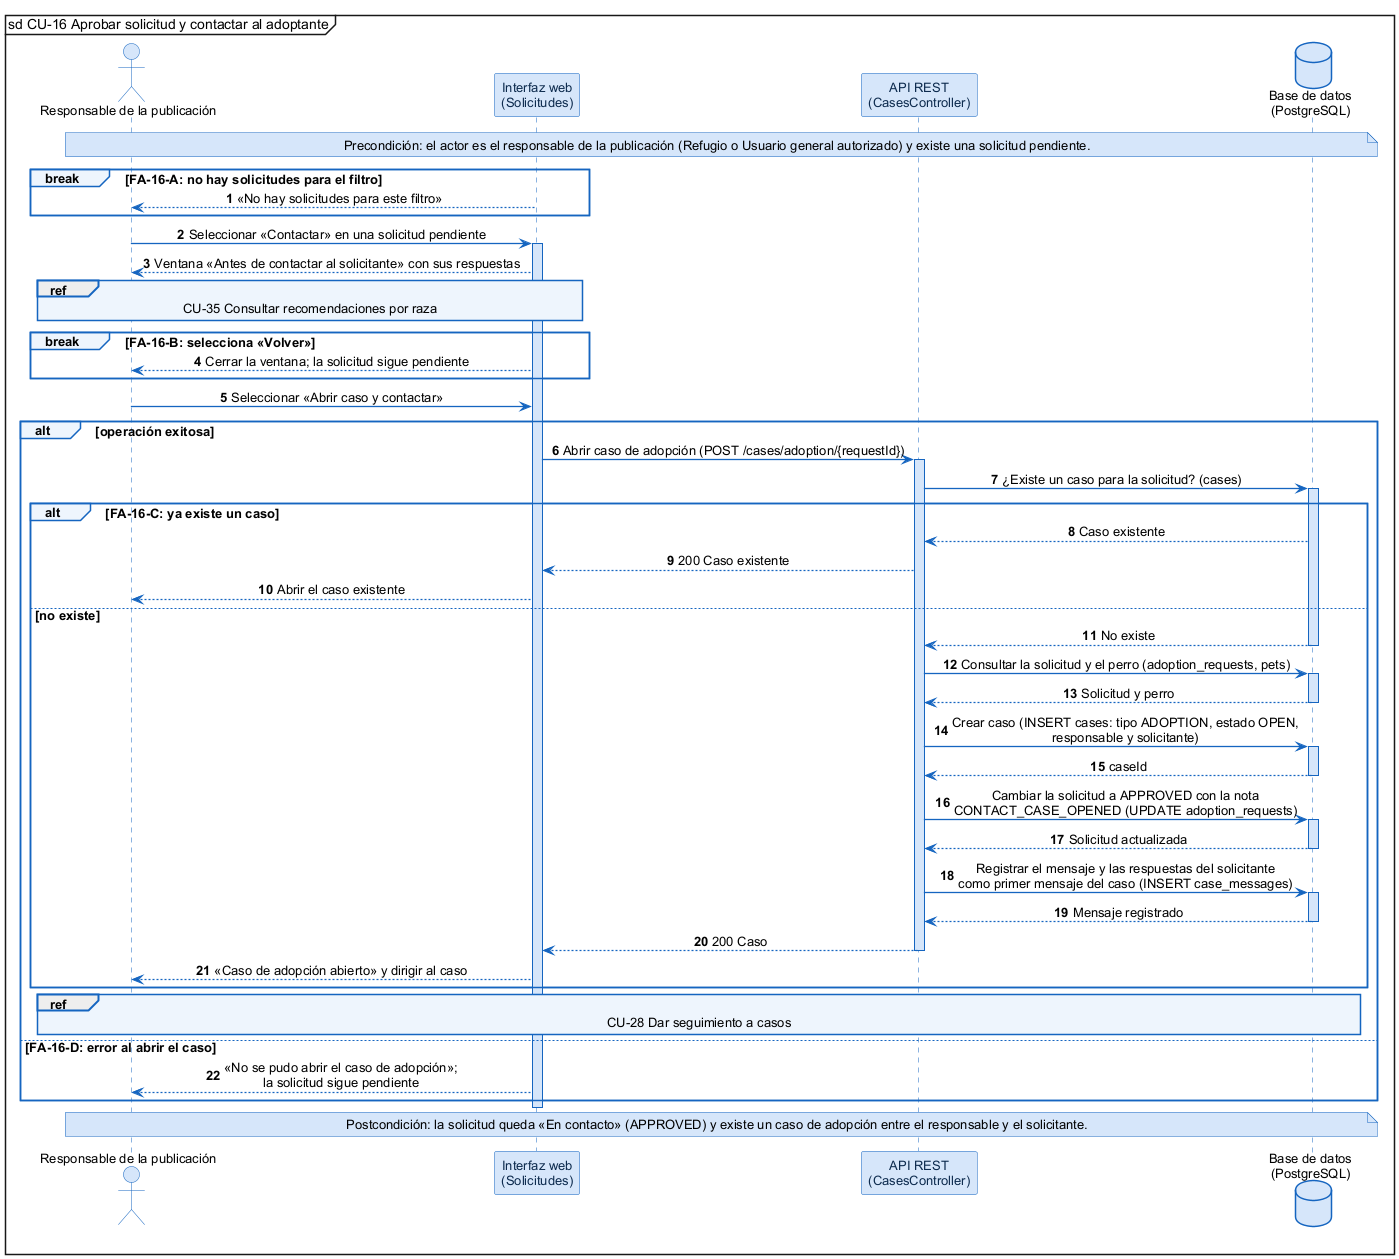 sd CU-16 Aprobar solicitud y contactar al adoptante
Responsable de la publicación
Interfaz web
(Solicitudes)
API REST
(CasesController)
Base de datos
(PostgreSQL)
Precondición: el actor es el responsable de la publicación (Refugio o Usuario general autorizado) y existe una solicitud pendiente.
break [FA-16-A: no hay solicitudes para el filtro]
1 «No hay solicitudes para este filtro»
2 Seleccionar «Contactar» en una solicitud pendiente
3 Ventana «Antes de contactar al solicitante» con sus respuestas
ref
CU-35 Consultar recomendaciones por raza
break [FA-16-B: selecciona «Volver»]
4 Cerrar la ventana; la solicitud sigue pendiente
5 Seleccionar «Abrir caso y contactar»
alt [operación exitosa]
6 Abrir caso de adopción (POST /cases/adoption/{requestId})
7 ¿Existe un caso para la solicitud? (cases)
alt [FA-16-C: ya existe un caso]
8 Caso existente
9 200 Caso existente
10 Abrir el caso existente
[no existe]
11 No existe
12 Consultar la solicitud y el perro (adoption_requests, pets)
13 Solicitud y perro
14 Crear caso (INSERT cases: tipo ADOPTION, estado OPEN,
responsable y solicitante)
15 caseId
16 Cambiar la solicitud a APPROVED con la nota
CONTACT_CASE_OPENED (UPDATE adoption_requests)
17 Solicitud actualizada
18 Registrar el mensaje y las respuestas del solicitante
como primer mensaje del caso (INSERT case_messages)
19 Mensaje registrado
20 200 Caso
21 «Caso de adopción abierto» y dirigir al caso
ref
CU-28 Dar seguimiento a casos
[FA-16-D: error al abrir el caso]
22 «No se pudo abrir el caso de adopción»;
la solicitud sigue pendiente
Postcondición: la solicitud queda «En contacto» (APPROVED) y existe un caso de adopción entre el responsable y el solicitante.
Responsable de la publicación
Interfaz web
(Solicitudes)
API REST
(CasesController)
Base de datos
(PostgreSQL)